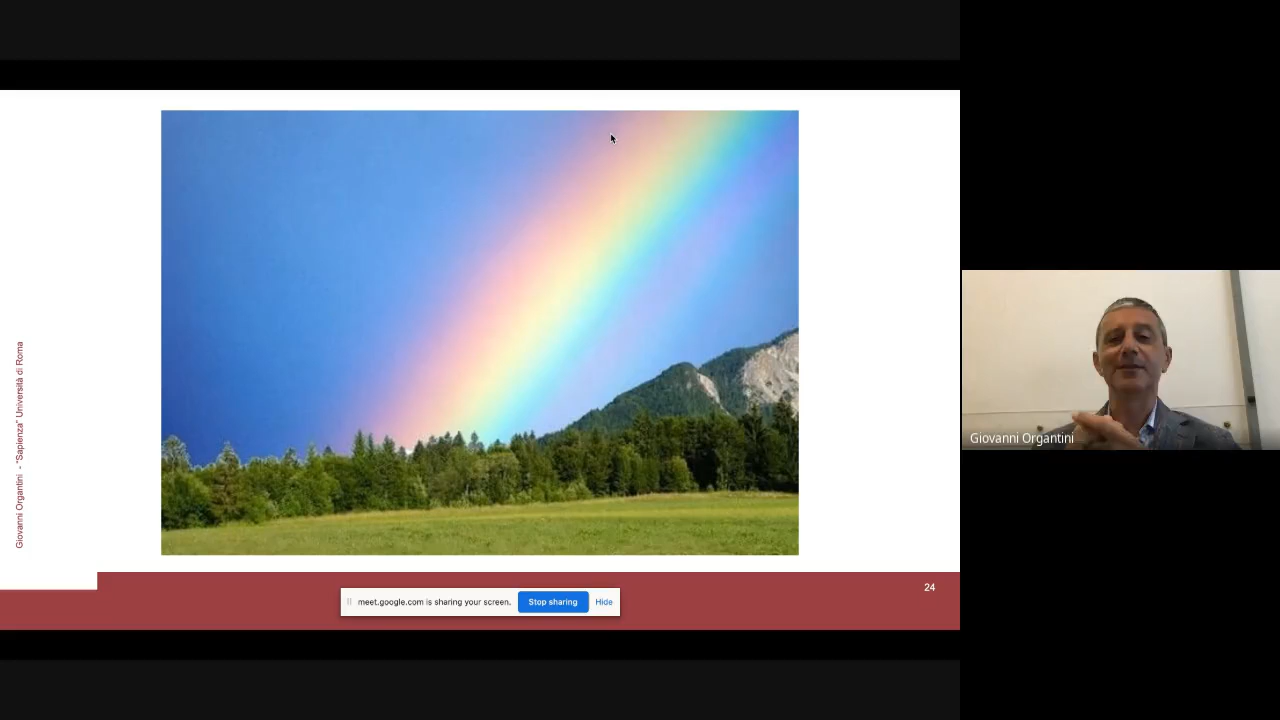 Giovanni Organtini - "Sapienza" Università di Roma
Giovanni Organtini
24
meet.google.com is sharing your screen.
Stop sharing
Hide